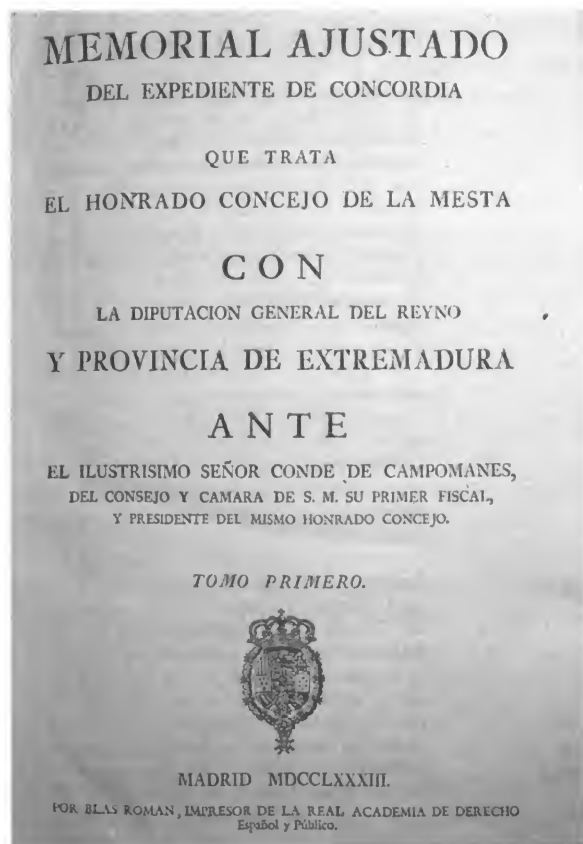 MEMORIAL AJUSTADO
DEL EXPEDIENTE DE CONCORDIA
QUE TRATA
EL HONRADO CONCEJO DE LA MESTA
CON
LA DIPUTACION GENERAL DEL REYNO
Y PROVINCIA DE EXTREMADURA
ANTE
EL ILUSTRISIMO SEÑOR CONDE DE CAMPOMANES,
DEL CONSEJO Y CAMARA DE S. M. SU PRIMER FISCAL,
Y PRESIDENTE DEL MISMO HONRADO CONCEJO.
TOMO PRIMERO.
MADRID MDCCLXXXIII.
POR BLAS ROMAN, IMPRESOR DE LA REAL ACADEMIA DE DERECHO
Español y Público.